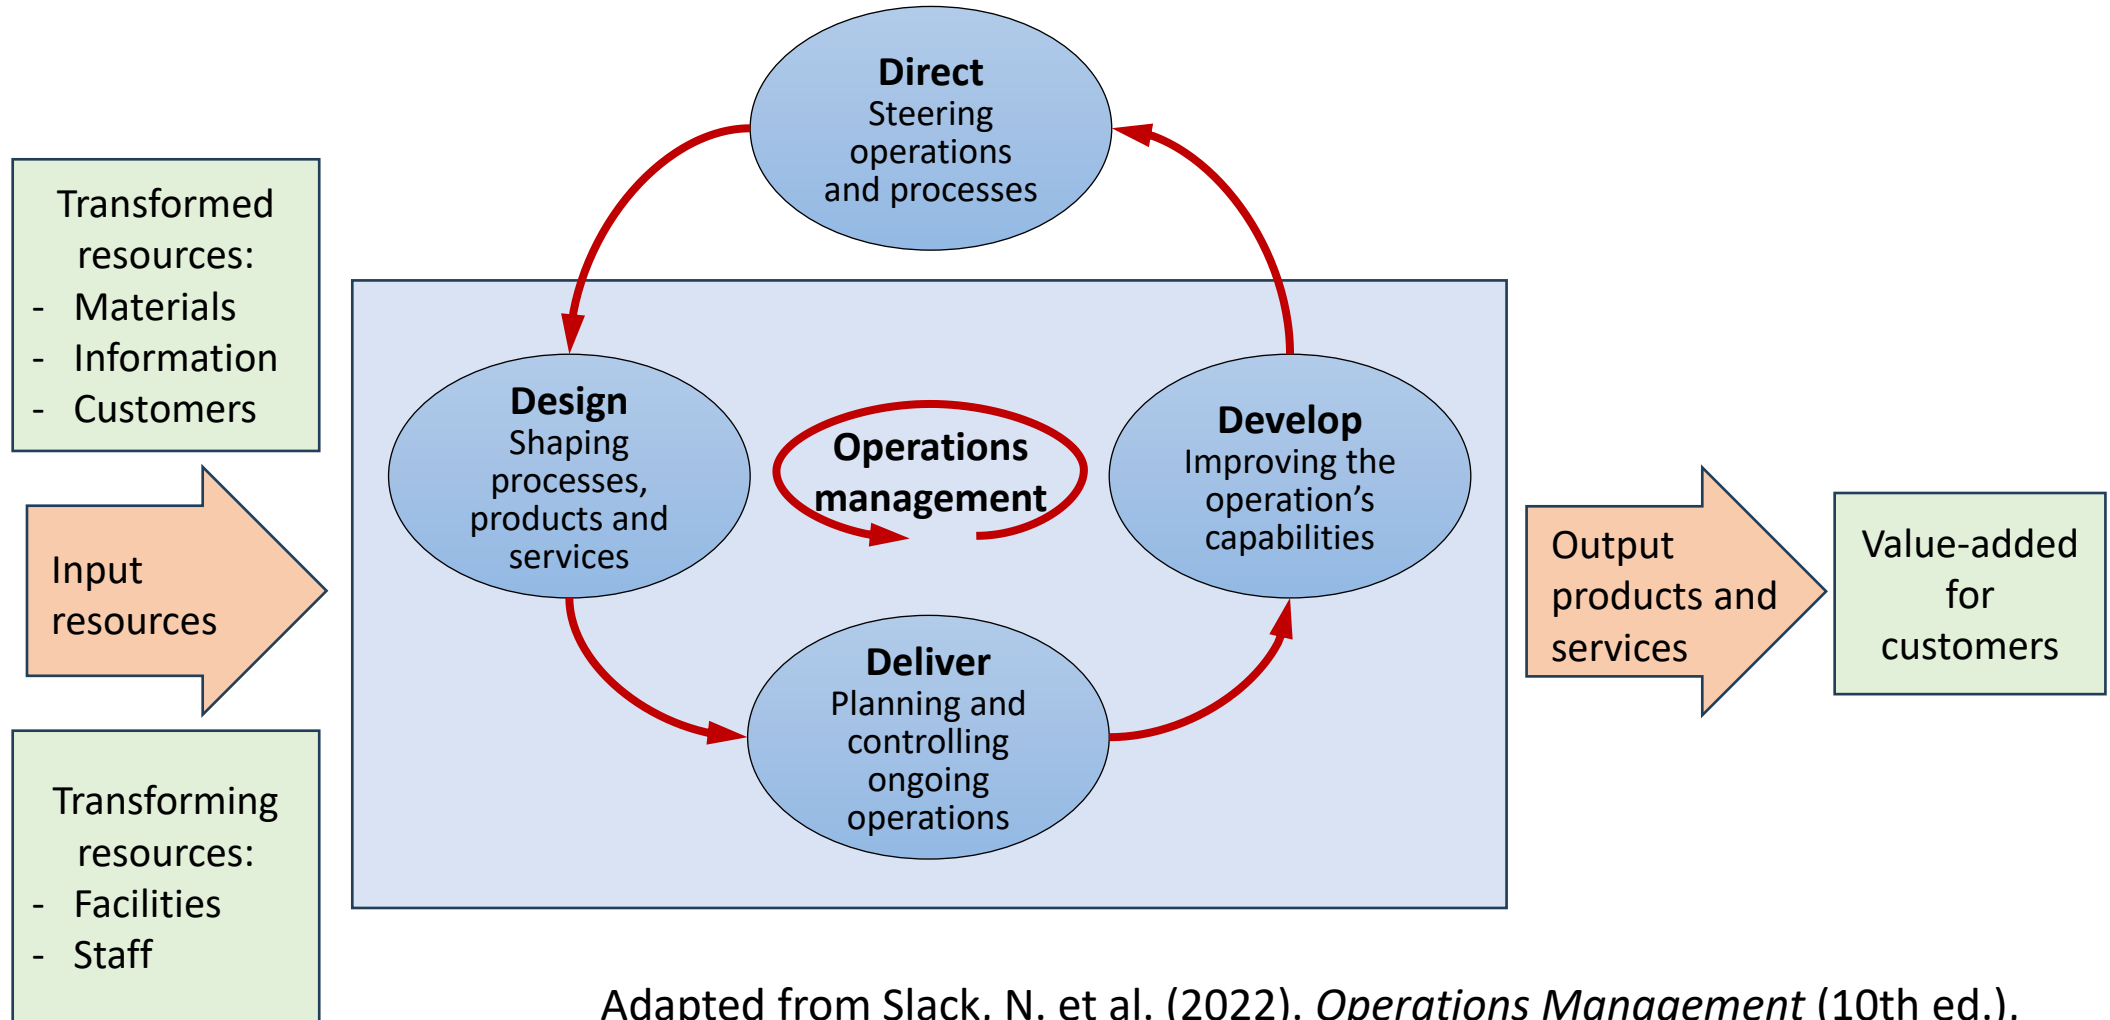 Direct
Steering
operations
and processes
Transformed
resources:
- Materials
- Information
- Customers
Input
resources
Transforming
resources:
- Facilities
- Staff
Design
Shaping
processes,
products and
services
Operations
management
Develop
Improving the
operation’s
capabilities
Deliver
Planning and
controlling
ongoing
operations
Output
products and
services
Value-added
for
customers
Adapted from Slack, N. et al. (2022). Operations Management (10th ed.).